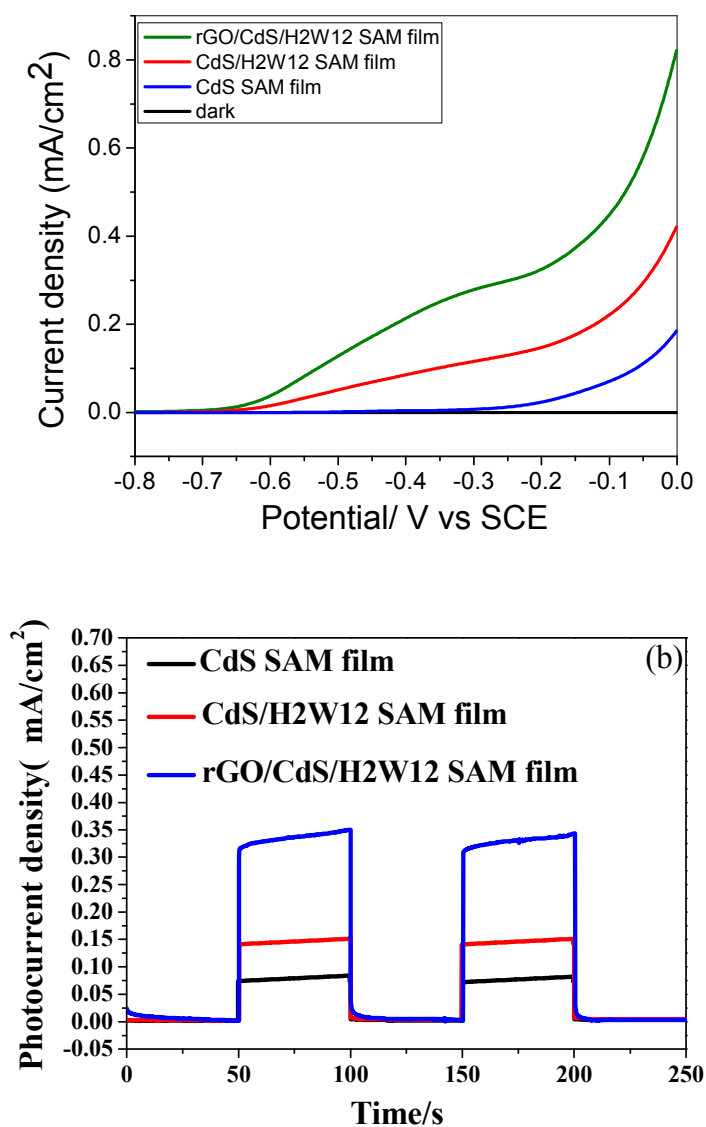 rGO/CdS/H2W12 SAM film
CdS/H2W12 SAM film
CdS SAM film
dark
Current density (mA/cm²)
0.8
0.6
0.4
0.2
0.0
-0.8 -0.7 -0.6 -0.5 -0.4 -0.3 -0.2 -0.1 0.0
Potential/ V vs SCE
(b)
CdS SAM film
CdS/H2W12 SAM film
rGO/CdS/H2W12 SAM film
Photocurrent density( mA/cm²)
0.70
0.65
0.60
0.55
0.50
0.45
0.40
0.35
0.30
0.25
0.20
0.15
0.10
0.05
0.00
-0.05
0 50 100 150 200 250
Time/s